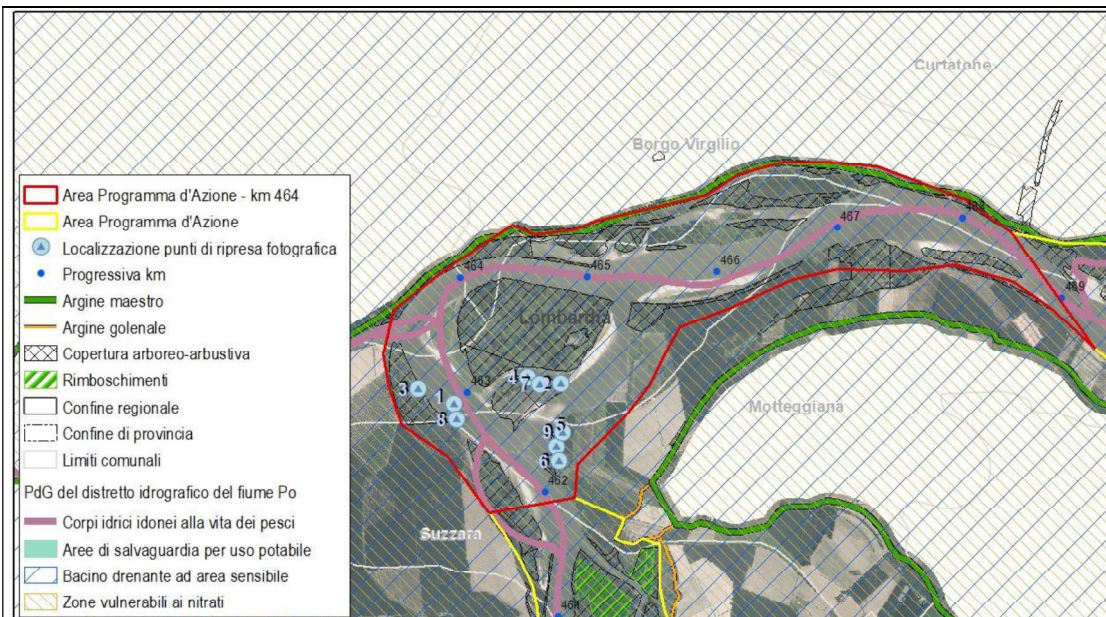 Curtatone
Borgo Virgilio
468
467
466
465
464
469
Lombardia
463
4 7 2
3
1
8
5
9
6
462
Motteggiana
Suzzara
461
Area Programma d'Azione - km 464
Area Programma d'Azione
Localizzazione punti di ripresa fotografica
Progressiva km
Argine maestro
Argine golenale
Copertura arboreo-arbustiva
Rimboschimenti
Confine regionale
Confine di provincia
Limiti comunali
PdG del distretto idrografico del fiume Po
Corpi idrici idonei alla vita dei pesci
Aree di salvaguardia per uso potabile
Bacino drenante ad area sensibile
Zone vulnerabili ai nitrati